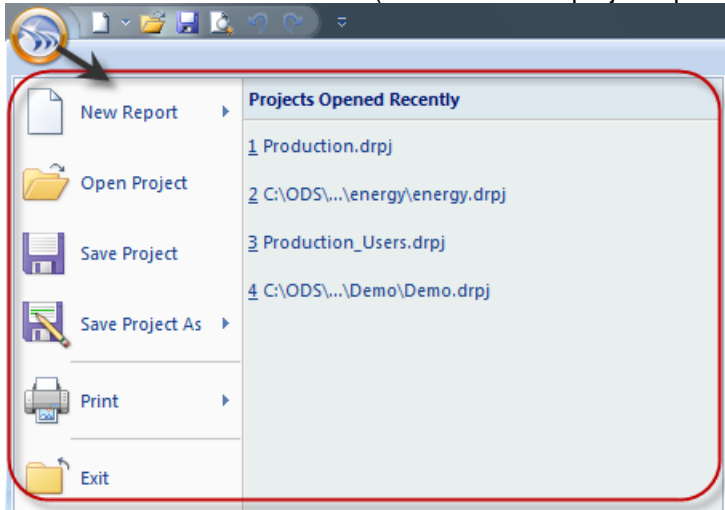 New Report
Open Project
Save Project
Save Project As
Print
Exit
Projects Opened Recently
1 Production.drpj
2 C:\ODS\...\energy\energy.drpj
3 Production_Users.drpj
4 C:\ODS\...\Demo\Demo.drpj